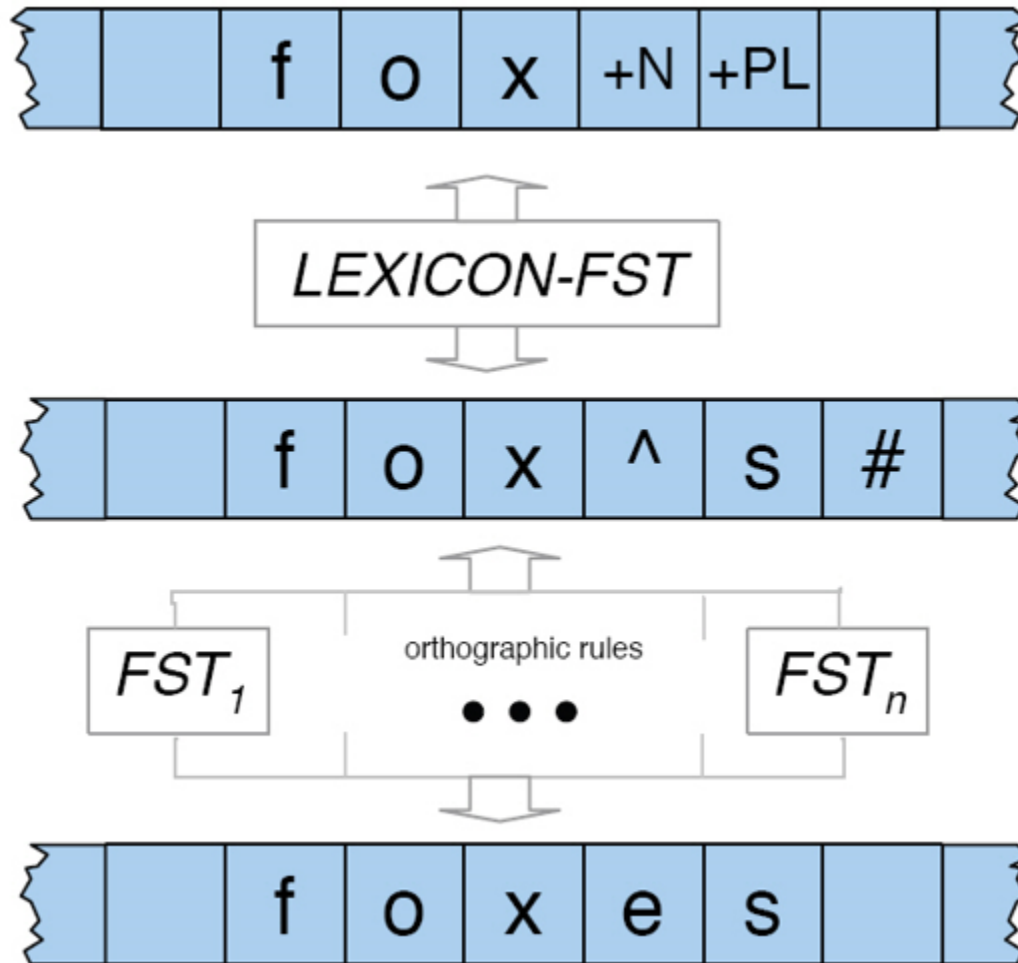 f o x +N +PL
LEXICON-FST
f o x ^ s #
orthographic rules
FST1 ••• FSTn
f o x e s